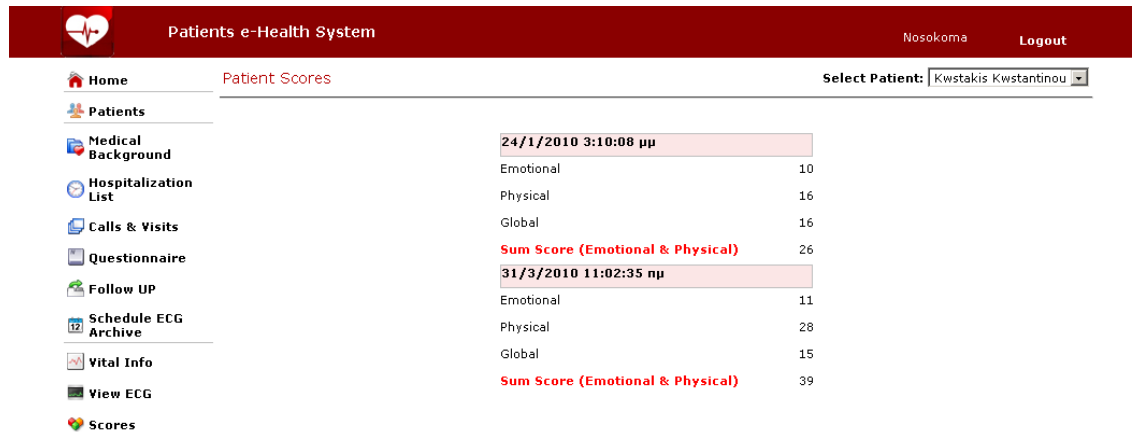 Patients e-Health System
Nosokoma
Logout
Home
Patients
Medical
Background
Hospitalization
List
Calls & Visits
Questionnaire
Follow UP
12
Schedule ECG
Archive
Vital Info
View ECG
Scores
Patient Scores
Select Patient: Kwstakis Kwstantinou
24/1/2010 3:10:08 μμ
Emotional 10
Physical 16
Global 16
Sum Score (Emotional & Physical) 26
31/3/2010 11:02:35 πμ
Emotional 11
Physical 28
Global 15
Sum Score (Emotional & Physical) 39